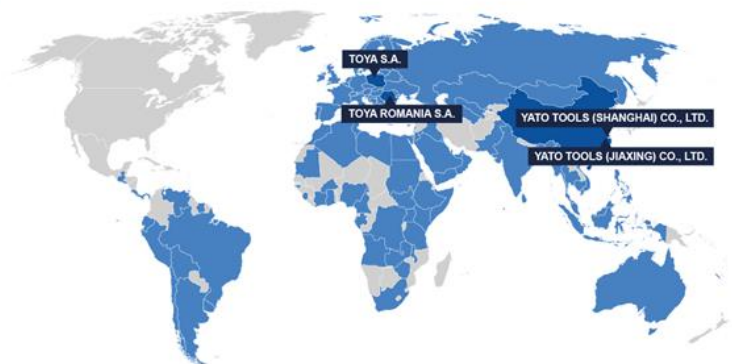 TOYA S.A.
TOYA ROMANIA S.A.
YATO TOOLS (SHANGHAI) CO., LTD.
YATO TOOLS (JIAXING) CO., LTD.